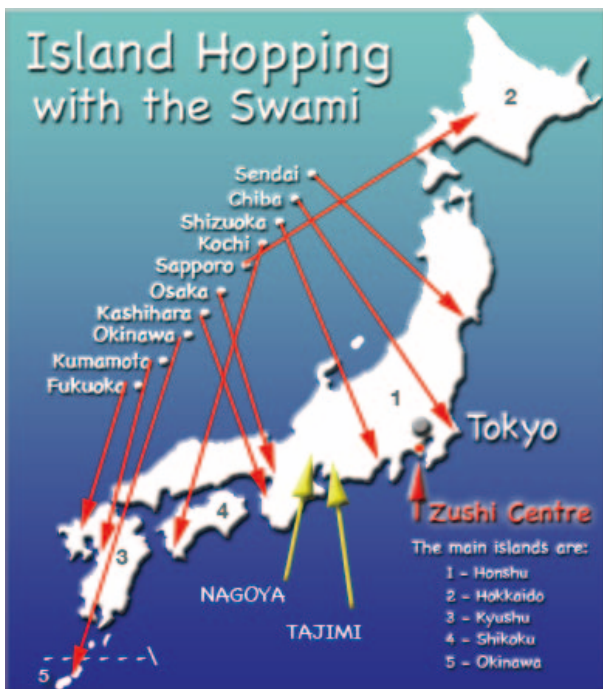 Island Hopping
with the Swami
2
Sendai
Chiba
Shizuoka
Kochi
Sapporo
Osaka
Kashihara
Okinawa
Kumamoto
Fukuoka
1
Tokyo
4
3
Zushi Centre
The main islands are:
1 - Honshu
2 - Hokkaido
3 - Kyushu
4 - Shikoku
5 - Okinawa
NAGOYA
TAJIMI
5